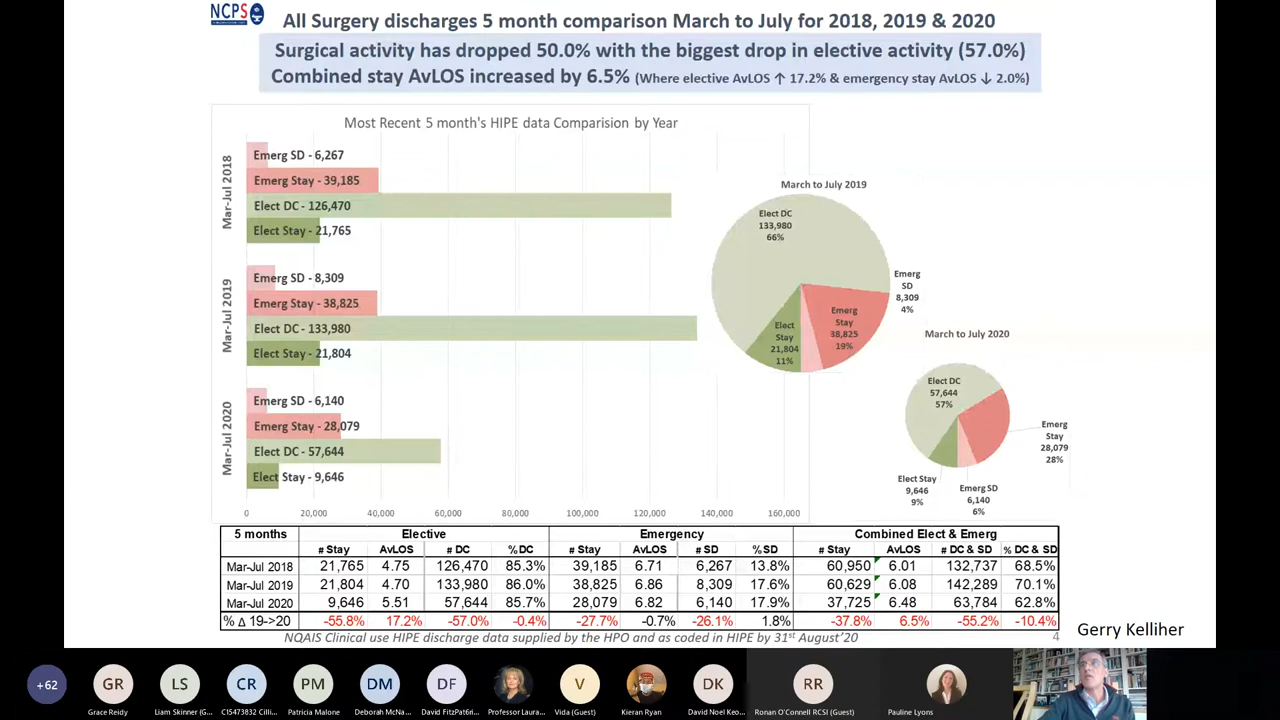 NCPS
All Surgery discharges 5 month comparison March to July for 2018, 2019 & 2020
Surgical activity has dropped 50.0% with the biggest drop in elective activity (57.0%)
Combined stay AvLOS increased by 6.5% (Where elective AvLOS ↑ 17.2% & emergency stay AvLOS ↓ 2.0%)
Most Recent 5 month's HIPE data Comparision by Year
Mar-Jul 2018
Emerg SD - 6,267
Emerg Stay - 39,185
Elect DC - 126,470
Elect Stay - 21,765
Mar-Jul 2019
Emerg SD - 8,309
Emerg Stay - 38,825
Elect DC - 133,980
Elect Stay - 21,804
Mar-Jul 2020
Emerg SD - 6,140
Emerg Stay - 28,079
Elect DC - 57,644
Elect Stay - 9,646
0 20,000 40,000 60,000 80,000 100,000 120,000 140,000 160,000
March to July 2019
Elect DC
133,980
66%
Emerg
SD
8,309
4%
Emerg
Stay
38,825
19%
Elect
Stay
21,804
11%
March to July 2020
Elect DC
57,644
57%
Emerg
Stay
28,079
28%
Elect Stay
9,646
9%
Emerg SD
6,140
6%
5 months Elective Emergency Combined Elect & Emerg
# Stay AvLOS # DC %DC # Stay AvLOS # SD %SD # Stay AvLOS # DC & SD % DC & SD
Mar-Jul 2018 21,765 4.75 126,470 85.3% 39,185 6.71 6,267 13.8% 60,950 6.01 132,737 68.5%
Mar-Jul 2019 21,804 4.70 133,980 86.0% 38,825 6.86 8,309 17.6% 60,629 6.08 142,289 70.1%
Mar-Jul 2020 9,646 5.51 57,644 85.7% 28,079 6.82 6,140 17.9% 37,725 6.48 63,784 62.8%
% Δ 19->20 -55.8% 17.2% -57.0% -0.4% -27.7% -0.7% -26.1% 1.8% -37.8% 6.5% -55.2% -10.4%
NQAIS Clinical use HIPE discharge data supplied by the HPO and as coded in HIPE by 31st August'20
4
Gerry Kelliher
+62 GR LS CR PM DM DF V DK RR
Grace Reidy Liam Skinner (G... C15473832 Cilli... Patricia Malone Deborah McNa... David FitzPat6ri... Professor Laura... Vida (Guest) Kieran Ryan David Noel Keo... Ronan O'Connell RCSI (Guest) Pauline Lyons